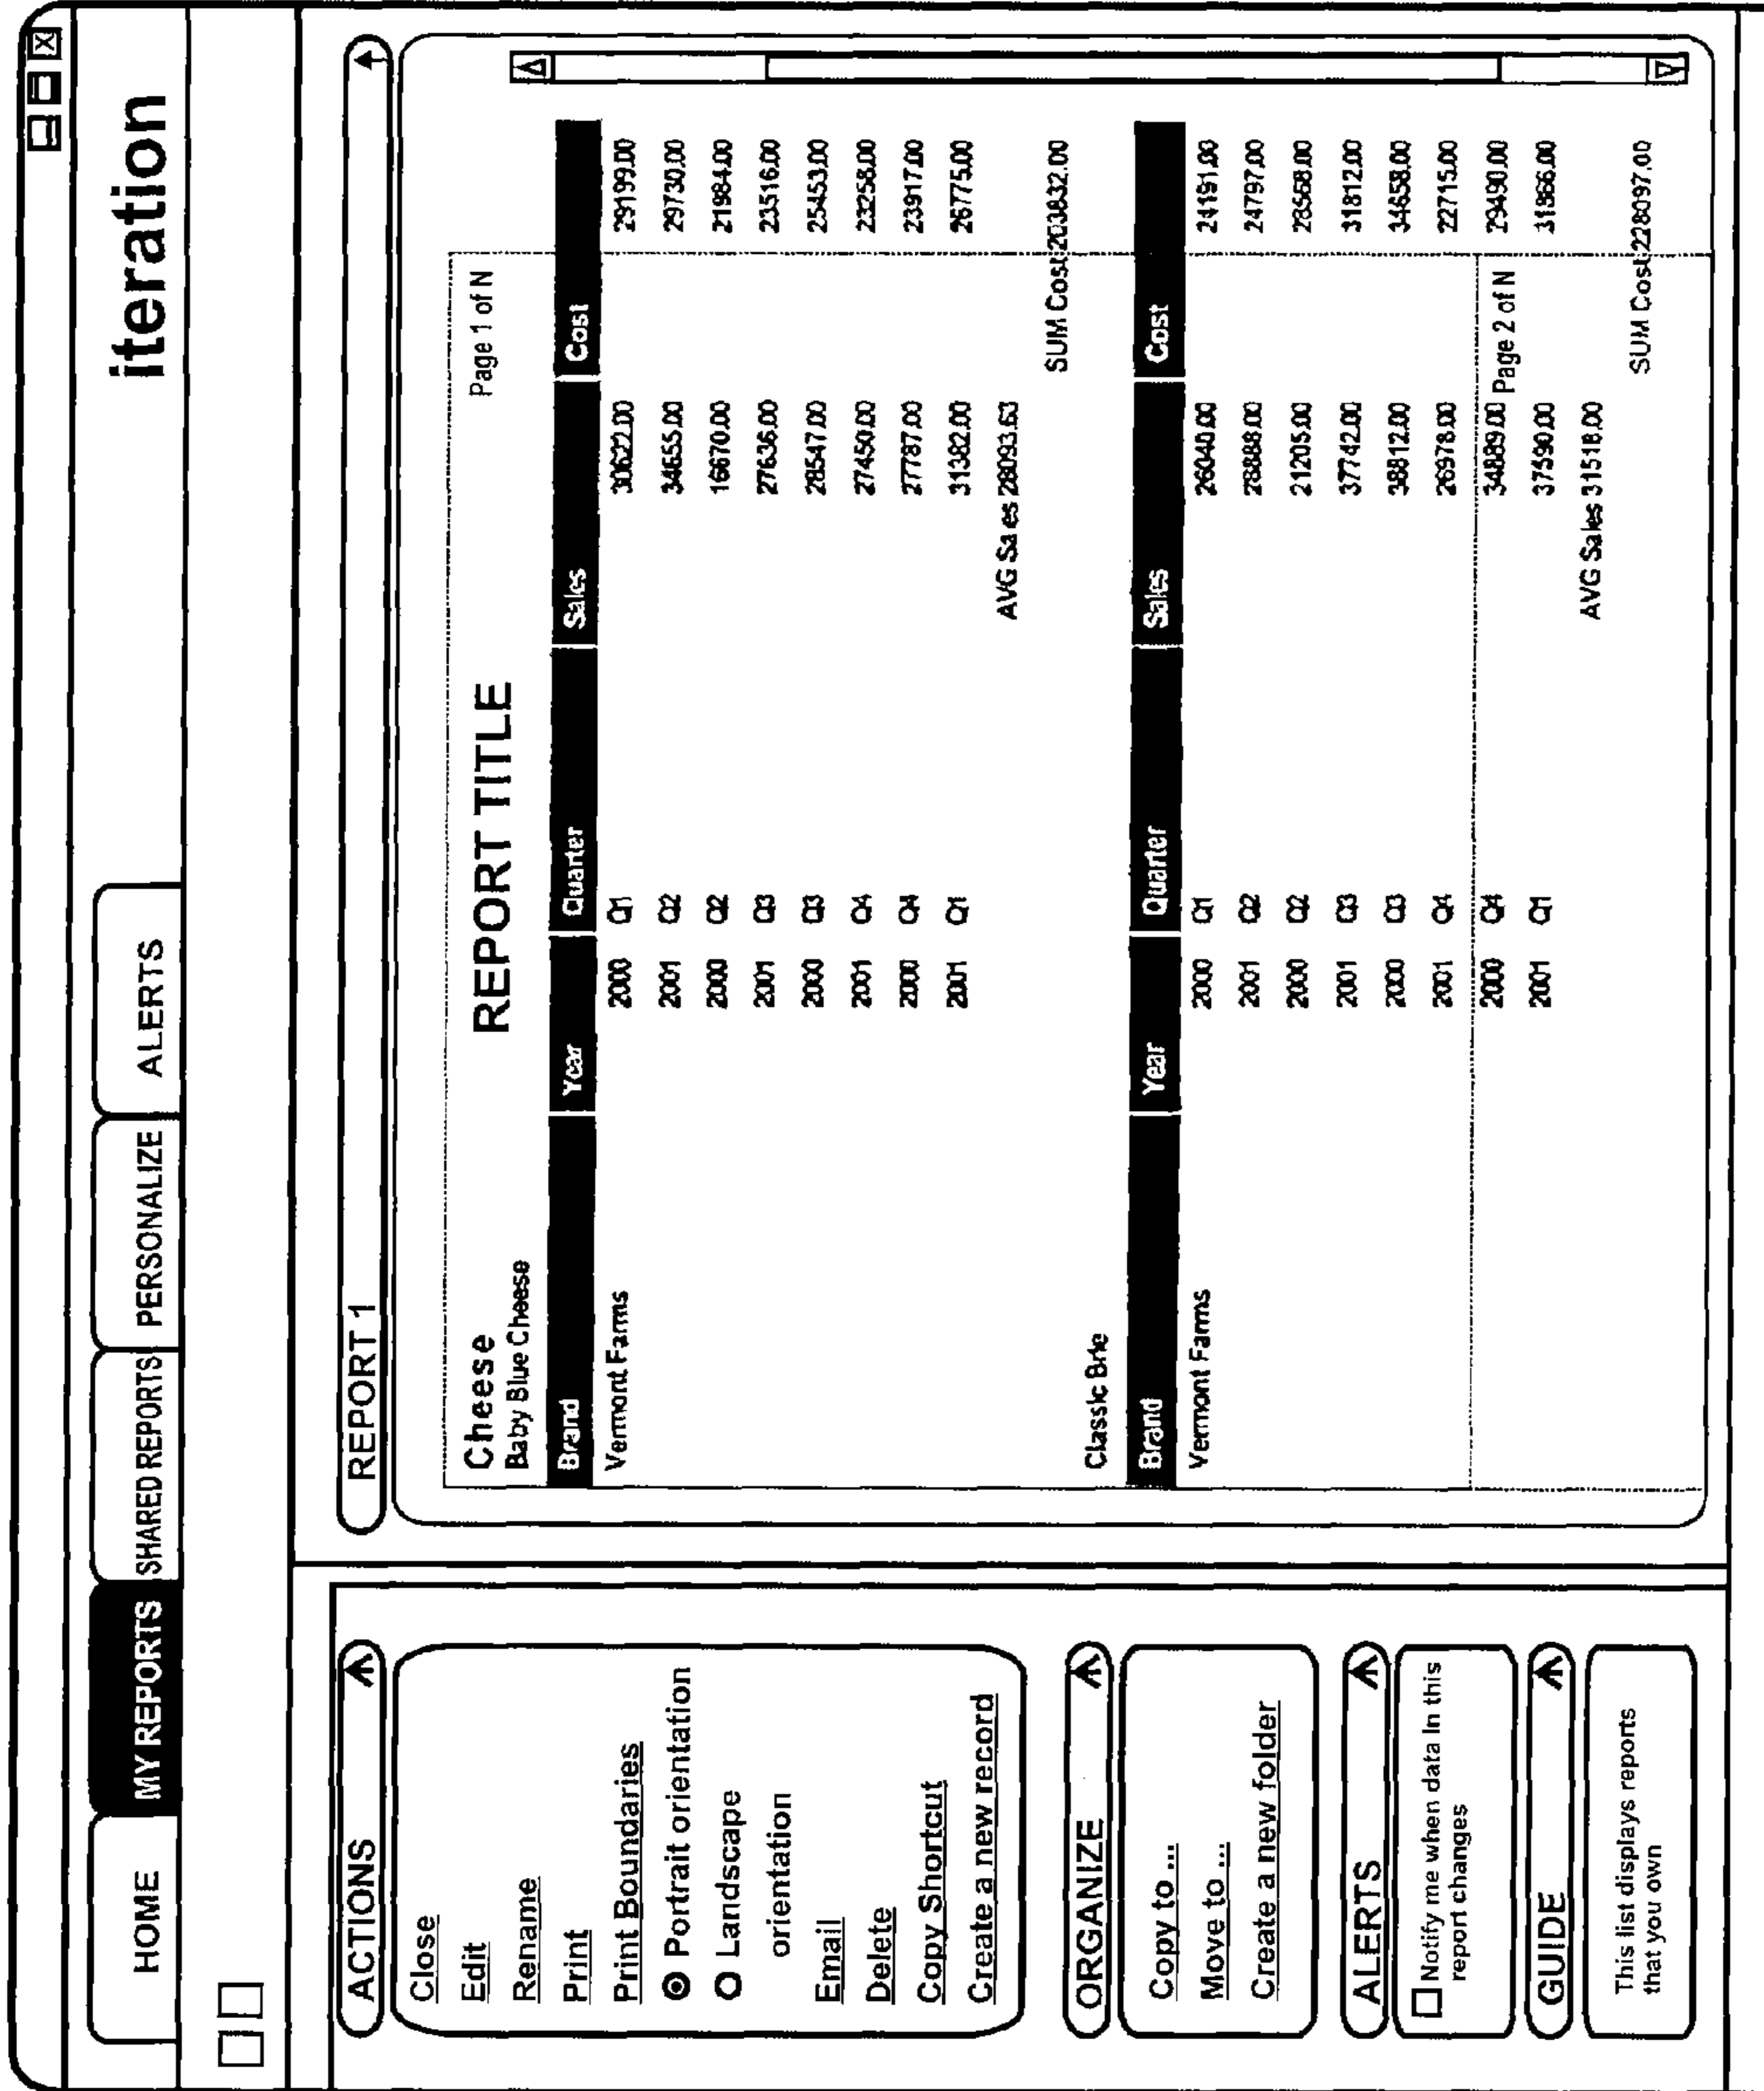 iteration
HOME MY REPORTS SHARED REPORTS PERSONALIZE ALERTS
ACTIONS
Close
Edit
Rename
Print
Print Boundaries
Portrait orientation
Landscape
orientation
Email
Delete
Copy Shortcut
Create a new record
ORGANIZE
Copy to ...
Move to ...
Create a new folder
ALERTS
Notify me when data In this
report changes
GUIDE
This list displays reports
that you own
REPORT 1
Page 1 of N
Cheese REPORT TITLE
Baby Blue Cheese
Brand Year Quarter Sales Cost
Vermont Farms 2000 Q1 30622.00 29199.00
2001 Q2 34655.00 29730.00
2000 Q2 16670.00 21984.00
2001 Q3 27636.00 23516.00
2000 Q3 28547.00 25453.00
2001 Q4 27450.00 23258.00
2000 Q4 27787.00 23917.00
2001 Q1 31382.00 26775.00
AVG Sales 28093.63
SUM Cost 203832.00
Classic Brie
Brand Year Quarter Sales Cost
Vermont Farms 2000 Q1 26040.00 24191.00
2001 Q2 28888.00 24797.00
2000 Q2 21205.00 28568.00
2001 Q3 37742.00 31812.00
2000 Q3 38812.00 34658.00
2001 Q4 26978.00 22715.00
2000 Q4 34889.00 29490.00
Page 2 of N
2001 Q1 37590.00 31866.00
AVG Sales 31518.00
SUM Cost 228097.00